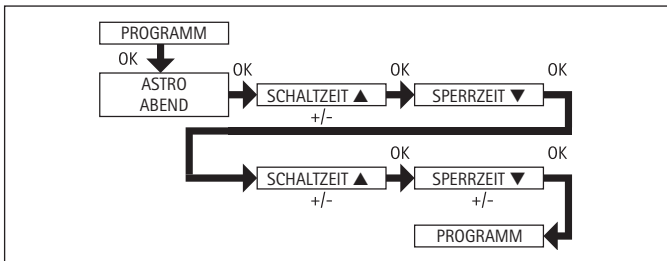 PROGRAMM
OK
ASTRO
ABEND
OK
SCHALTZEIT ▲
+/-
OK
SPERRZEIT ▼
OK
SCHALTZEIT ▲
+/-
OK
SPERRZEIT ▼
+/-
OK
PROGRAMM